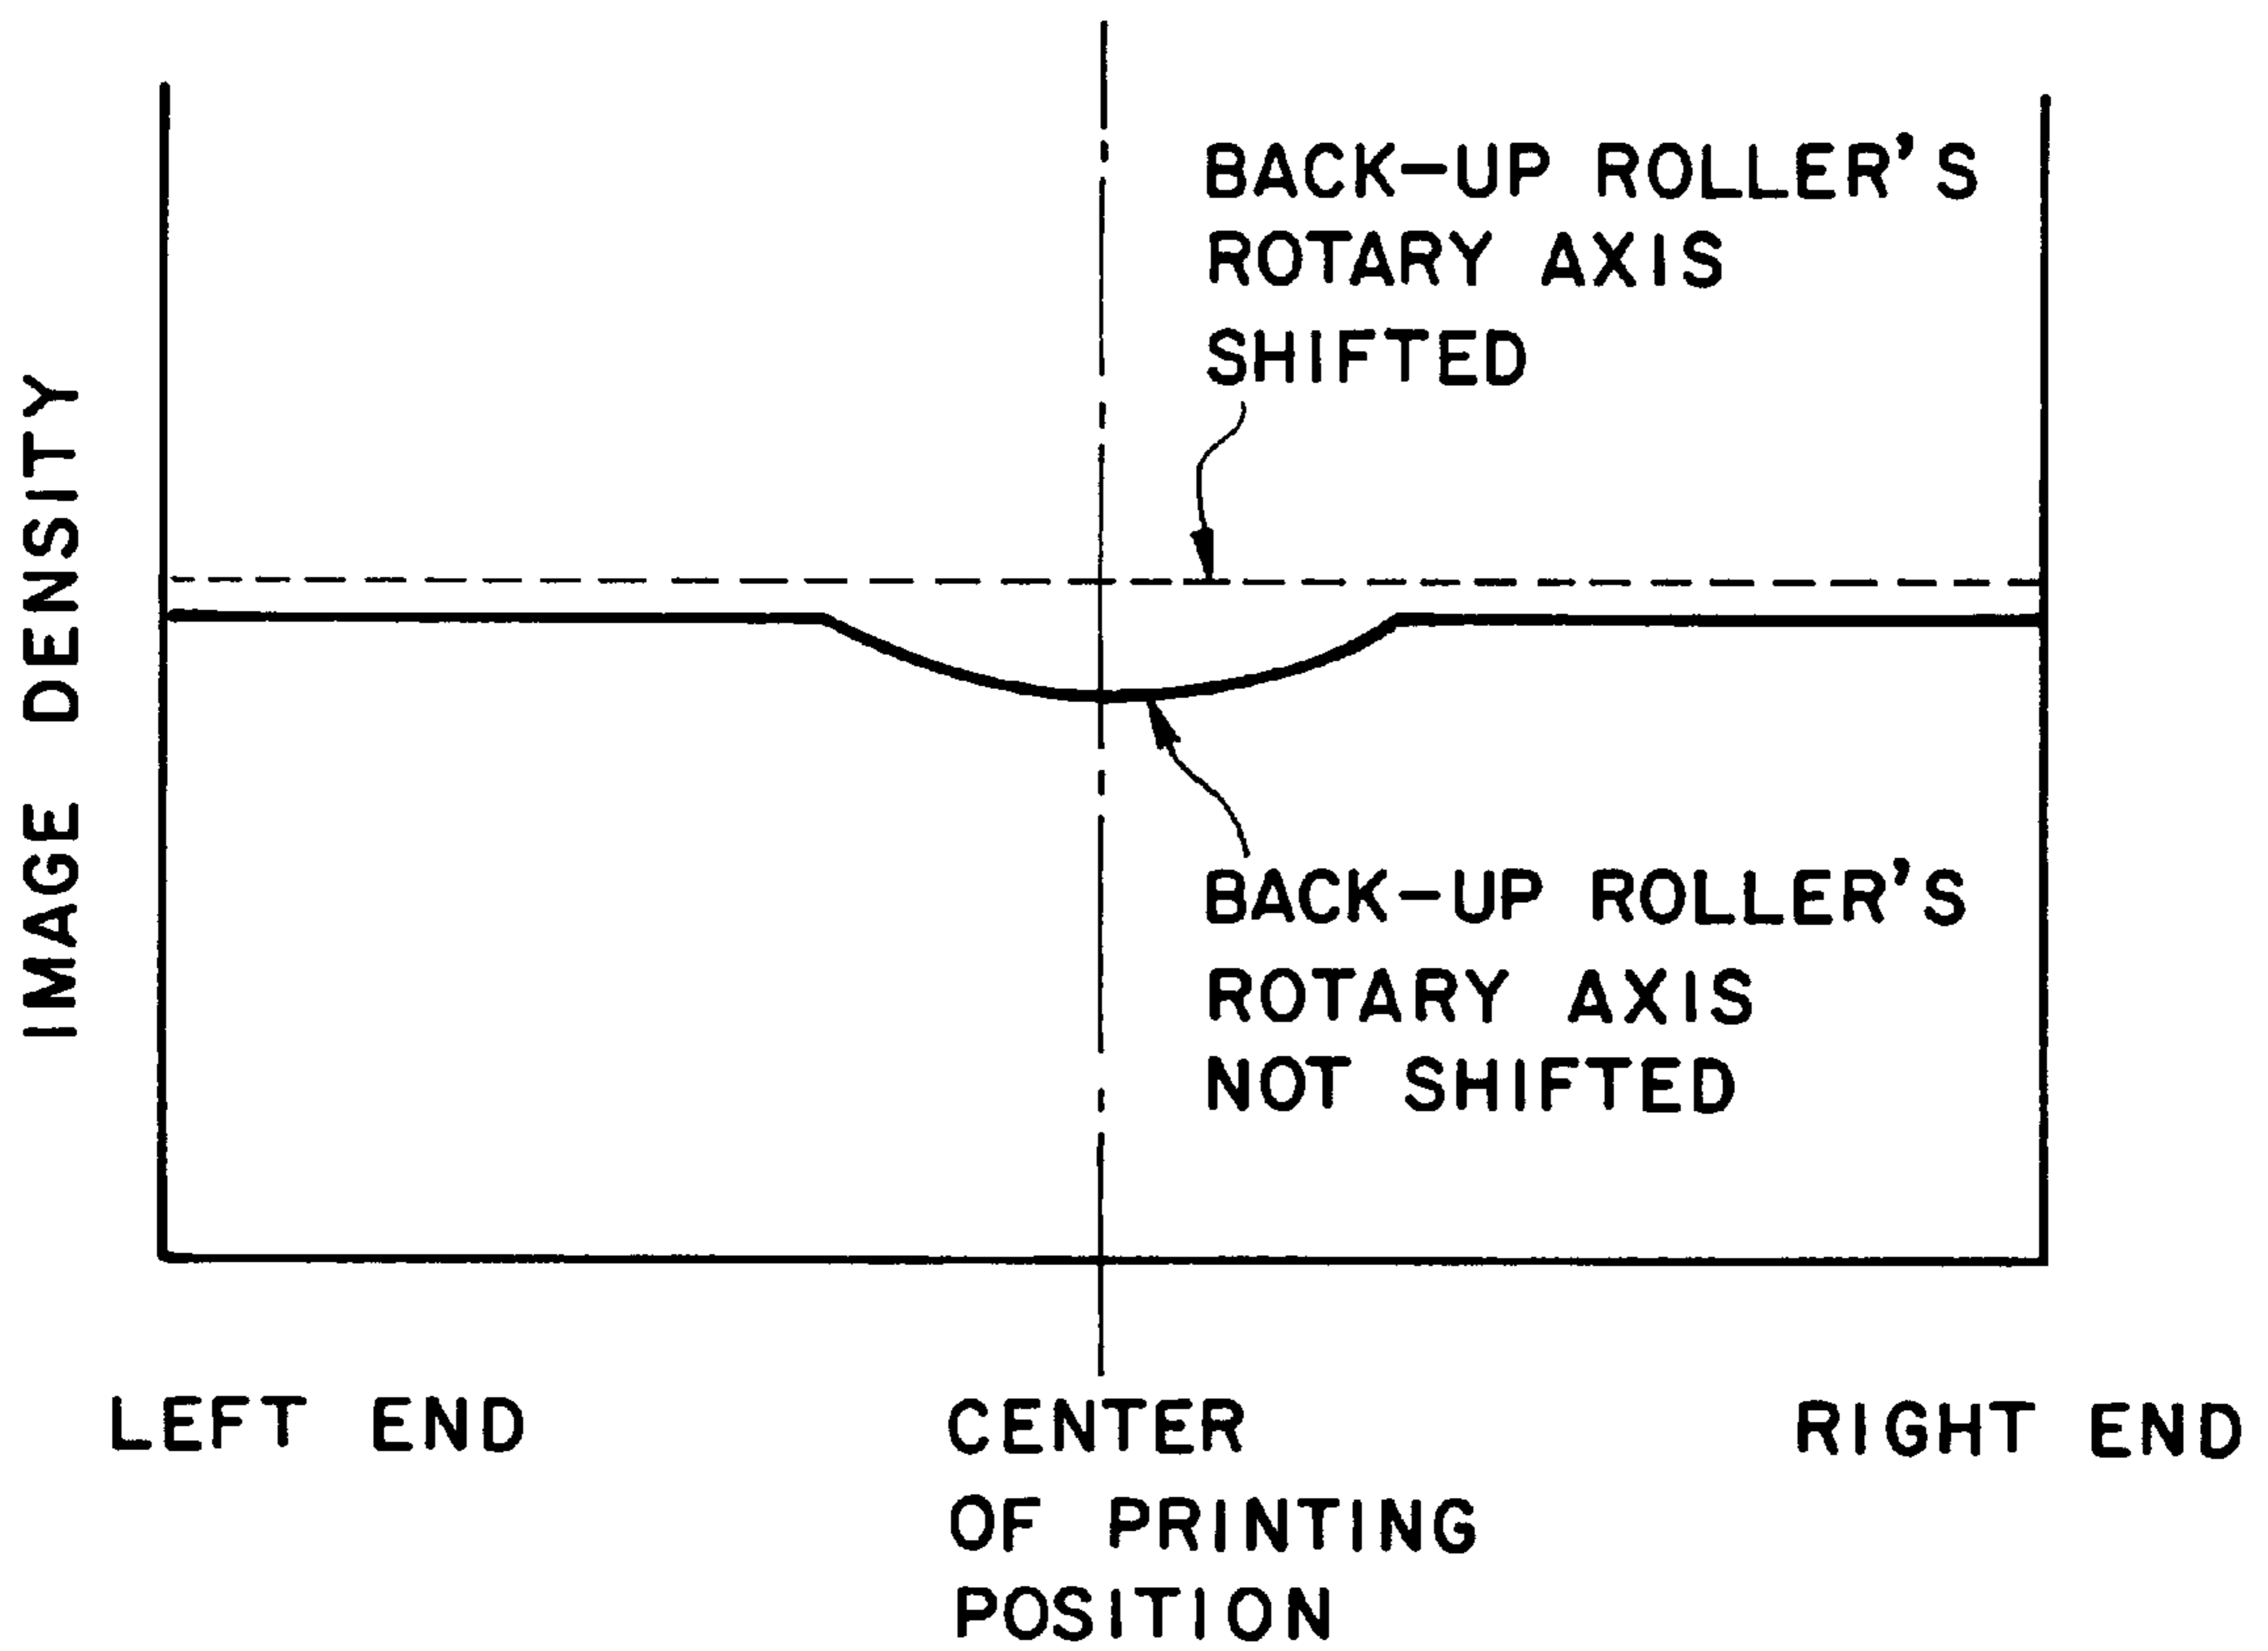 BACK-UP ROLLER'S
ROTARY AXIS
SHIFTED
IMAGE DENSITY
BACK-UP ROLLER'S
ROTARY AXIS
NOT SHIFTED
LEFT END
CENTER
OF PRINTING
POSITION
RIGHT END